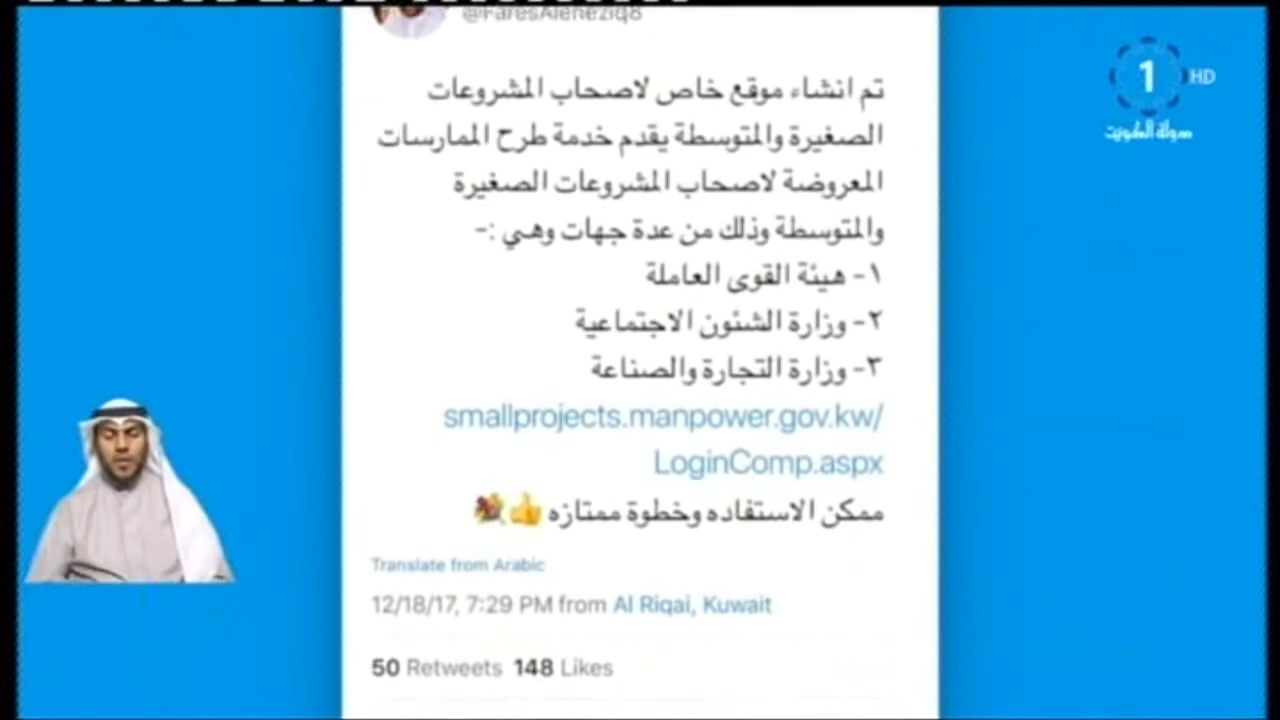 @FaresAleneziq8
تم انشاء موقع خاص لاصحاب المشروعات
الصغيرة والمتوسطة يقدم خدمة طرح الممارسات
المعروضة لاصحاب المشروعات الصغيرة
والمتوسطة وذلك من عدة جهات وهي :-
١- هيئة القوى العاملة
٢- وزارة الشئون الاجتماعية
٣- وزارة التجارة والصناعة
smallprojects.manpower.gov.kw/
LoginComp.aspx
ممكن الاستفاده وخطوة ممتازه 👍💐
Translate from Arabic
12/18/17, 7:29 PM from Al Riqai, Kuwait
50 Retweets 148 Likes
1 HD
دولة الكويت